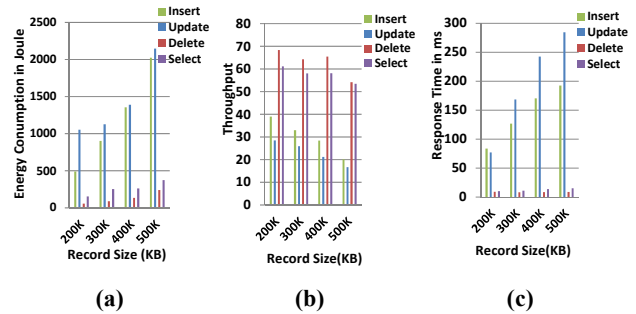 Energy Consumption in Joule
2500
2000
1500
1000
500
0
200K
300K
400K
500K
Record Size (KB)
Insert
Update
Delete
Select
(a)
Throughput
80
70
60
50
40
30
20
10
0
200K
300K
400K
500K
Record Size(KB)
Insert
Update
Delete
Select
(b)
Response Time in ms
300
250
200
150
100
50
0
200K
300K
400K
500K
Record Size (KB)
Insert
Update
Delete
Select
(c)